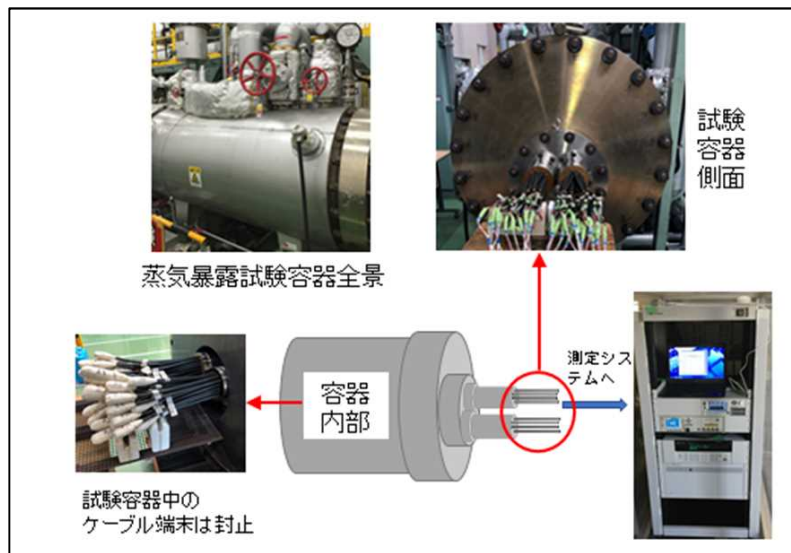 試験
容器
側面
蒸気暴露試験容器全景
測定シス
テムへ
容器
内部
試験容器中の
ケーブル端末は封止